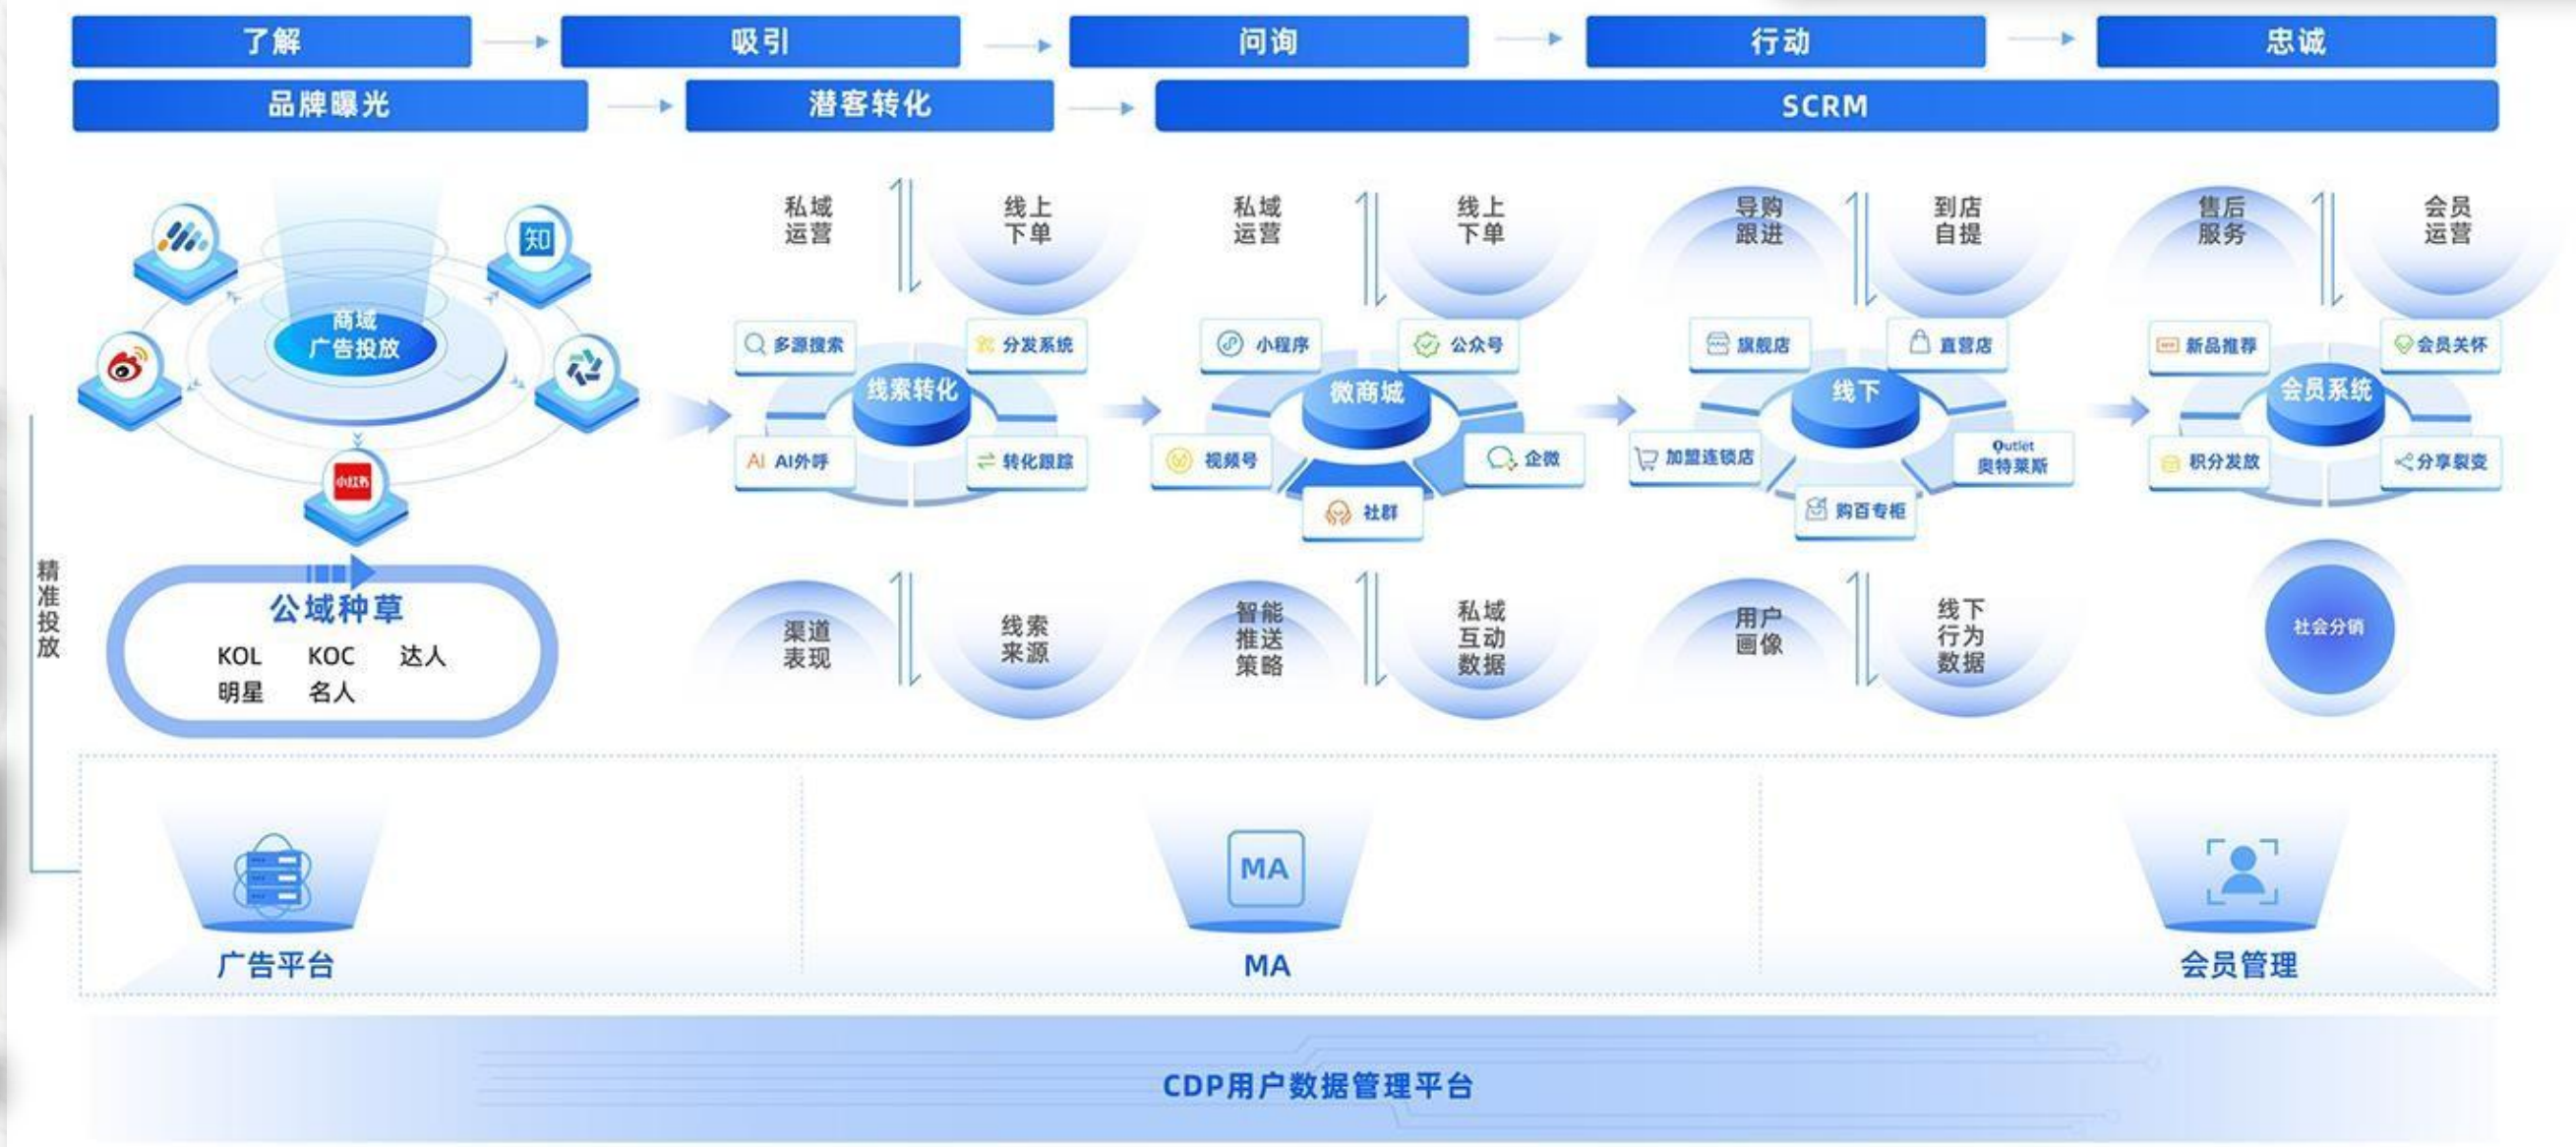 了解
吸引
问询
行动
忠诚
品牌曝光
潜客转化
SCRM
私域
运营
线上
下单
私域
运营
线上
下单
导购
跟进
到店
自提
售后
服务
会员
运营
知
商域
广告投放
小红书
多源搜索
分发系统
线索转化
AI AI外呼
转化跟踪
小程序
公众号
微商城
视频号
企微
社群
旗舰店
直营店
线下
加盟连锁店
Outlet
奥特莱斯
购百专柜
新品推荐
会员关怀
会员系统
积分发放
分享裂变
精准投放
公域种草
KOL KOC 达人
明星 名人
渠道
表现
线索
来源
智能
推送
策略
私域
互动
数据
用户
画像
线下
行为
数据
社会分销
MA
广告平台
MA
会员管理
CDP用户数据管理平台